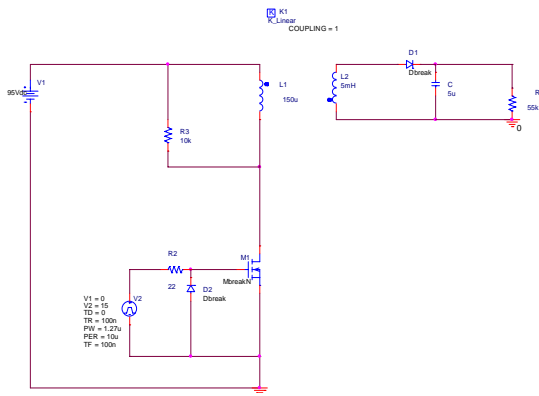 K K1
K_Linear
COUPLING = 1
D1
Dbreak
V1
95Vdc
L1
150u
L2
5mH
C
5u
R
55k
0
R3
10k
R2
22
M1
MbreakN
D2
Dbreak
V1 = 0
V2 = 15
TD = 0
TR = 100n
PW = 1.27u
PER = 10u
TF = 100n
V2